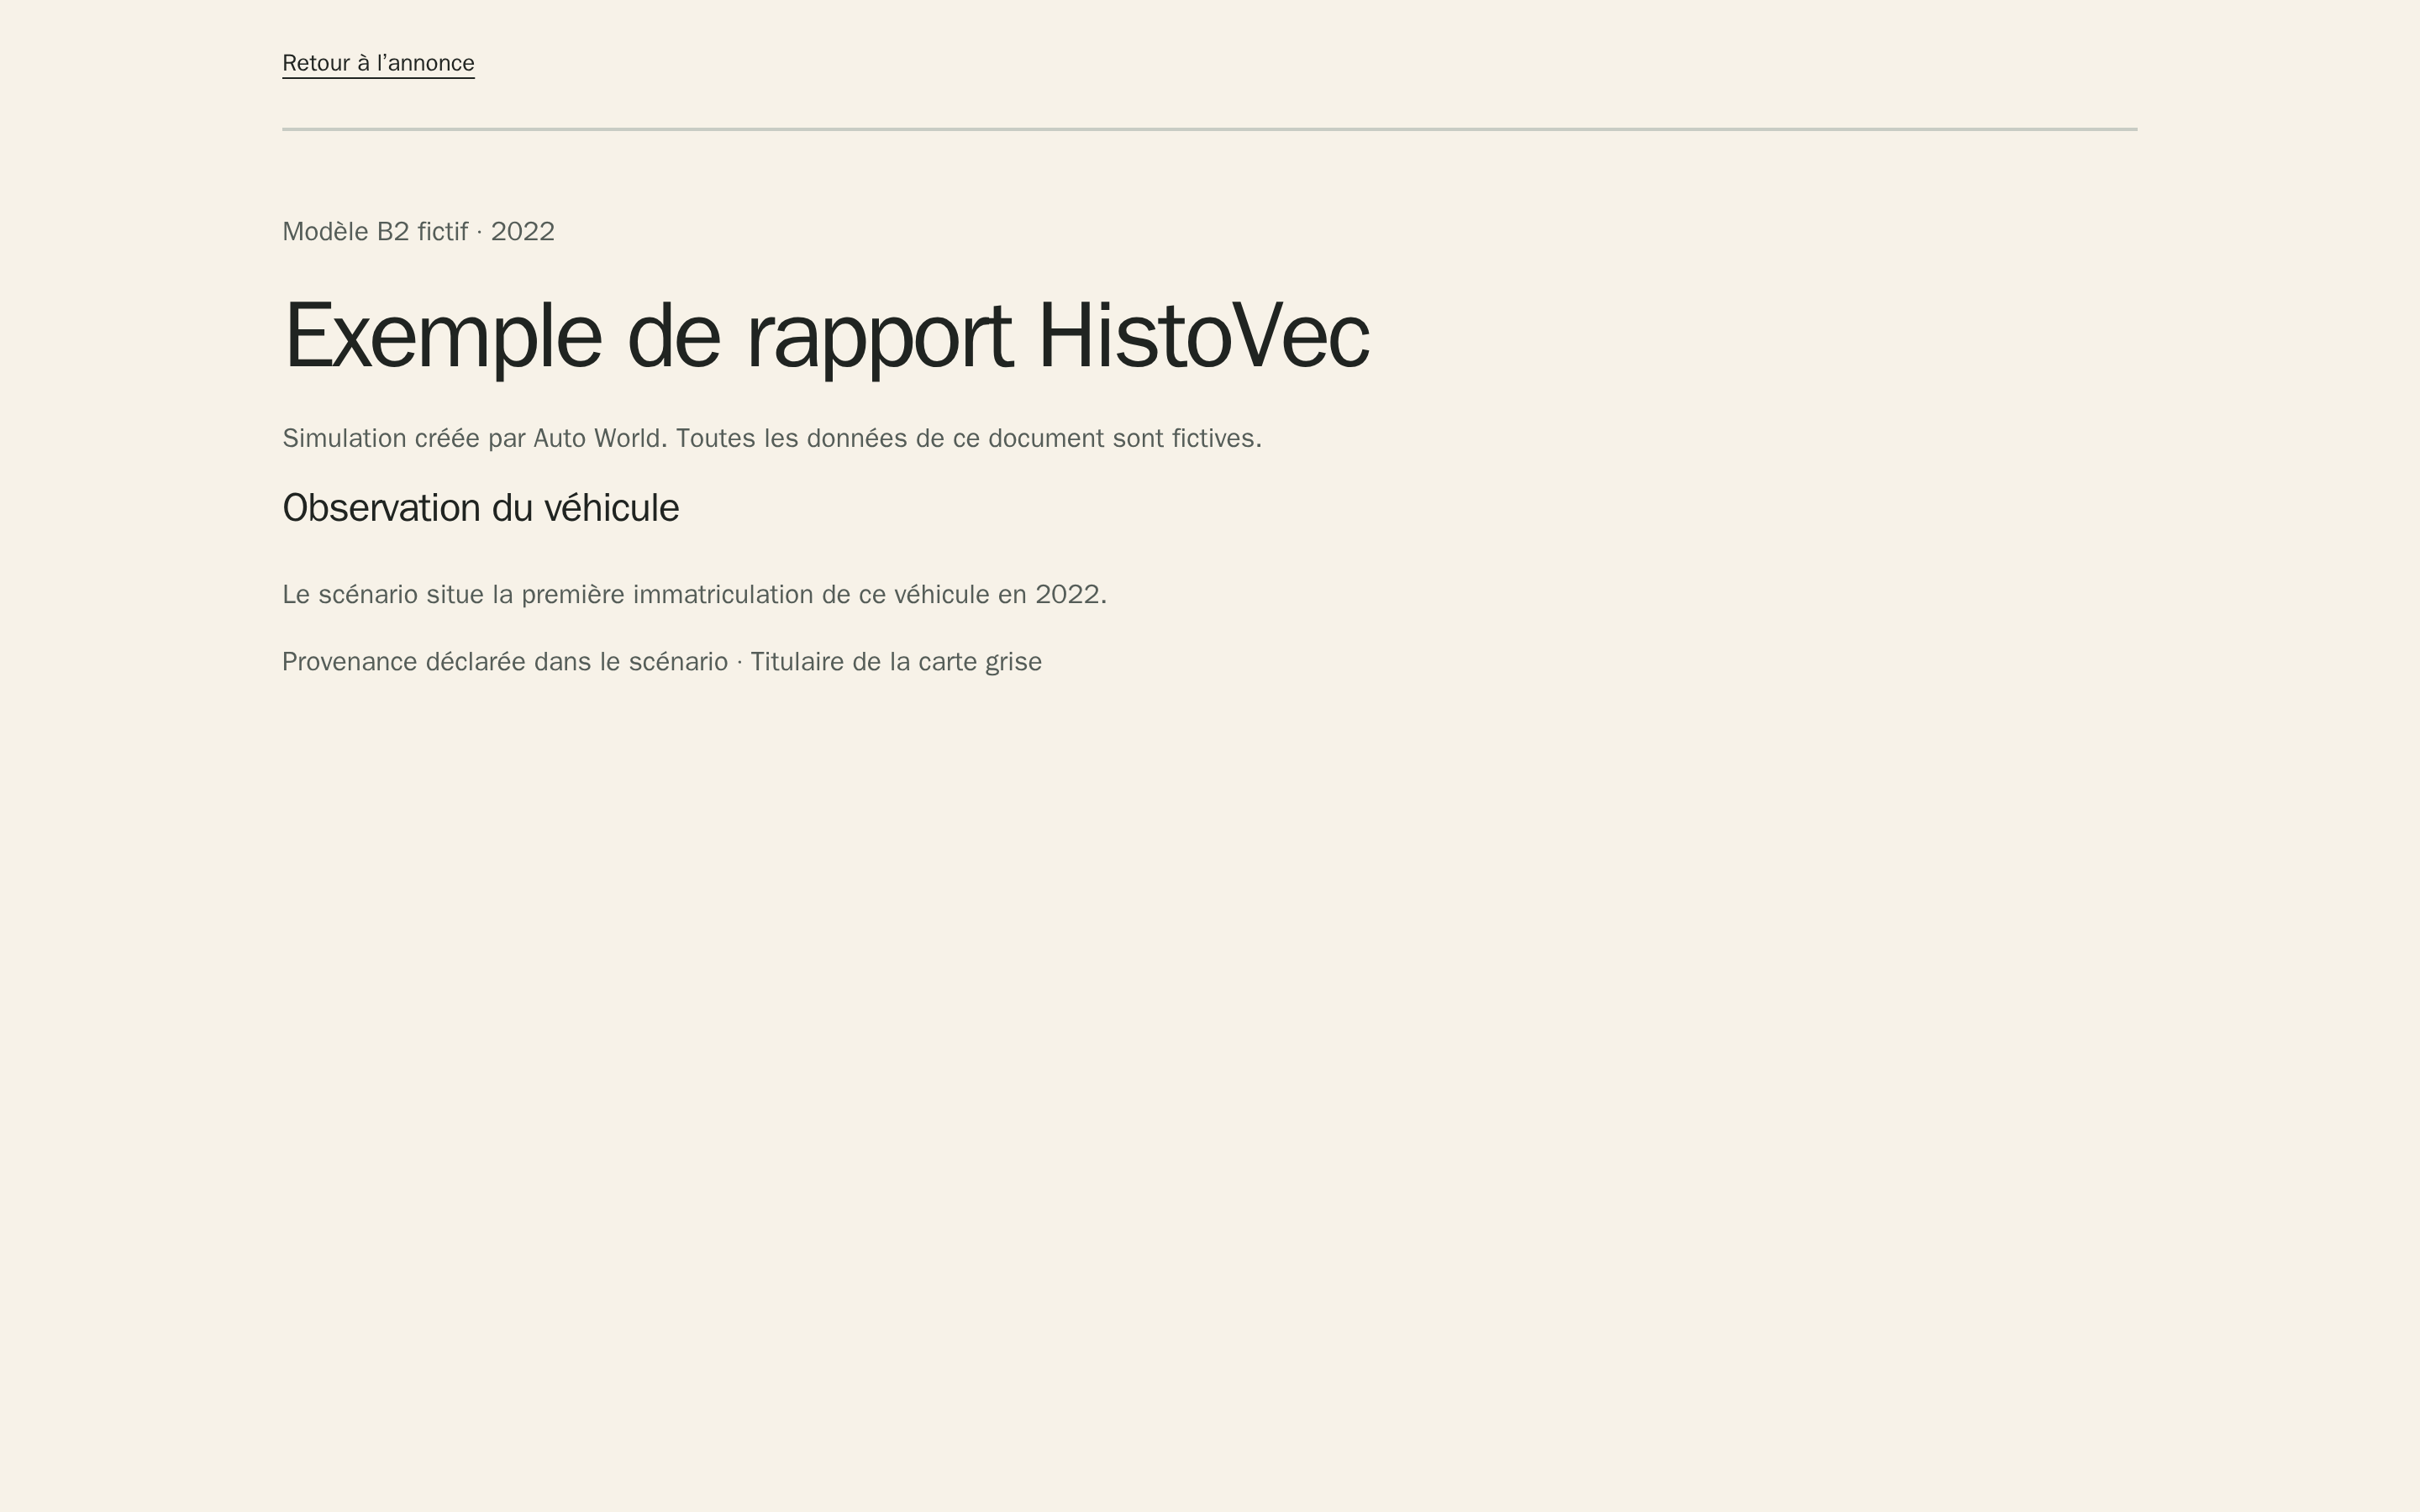 Retour à l’annonce
Modèle B2 fictif · 2022
Exemple de rapport HistoVec
Simulation créée par Auto World. Toutes les données de ce document sont fictives.
Observation du véhicule
Le scénario situe la première immatriculation de ce véhicule en 2022.
Provenance déclarée dans le scénario · Titulaire de la carte grise